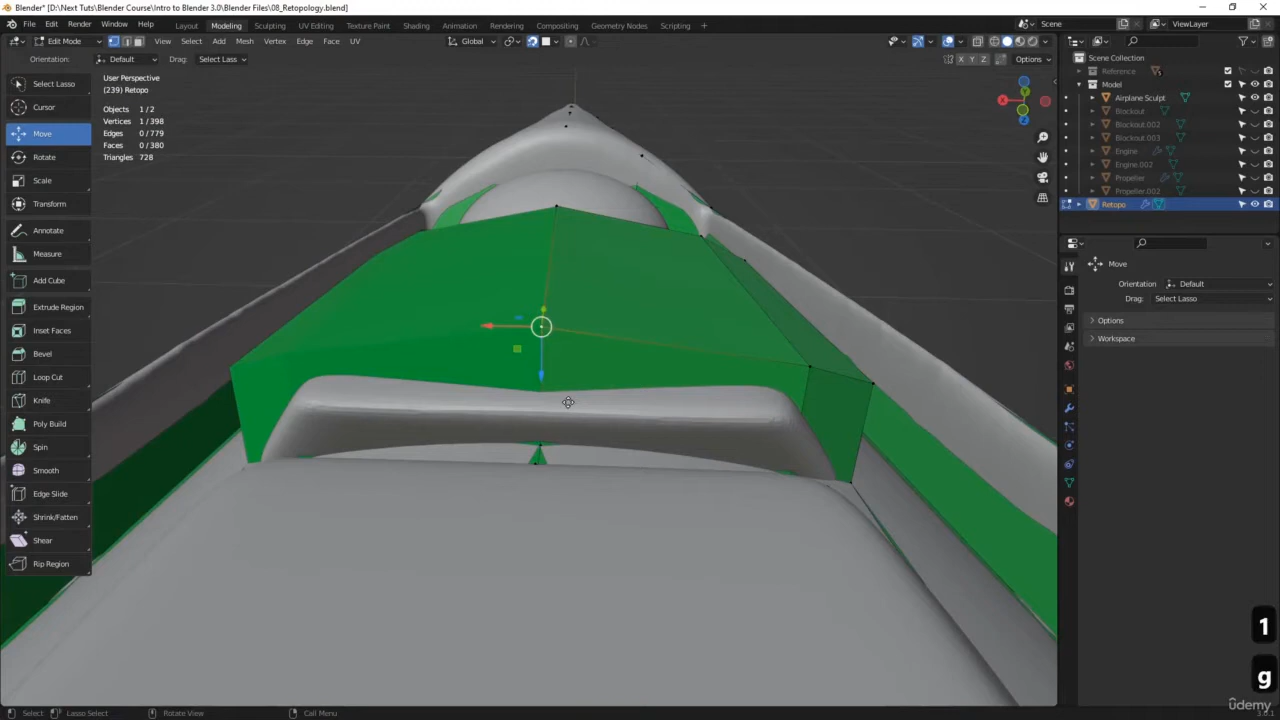 Blender* [D:\Next Tuts\Blender Course\Intro to Blender 3.0\Blender Files\08_Retopology.blend]
File Edit Render Window Help Layout Modeling Sculpting UV Editing Texture Paint Shading Animation Rendering Compositing Geometry Nodes Scripting + Scene ViewLayer
Edit Mode View Select Add Mesh Vertex Edge Face UV Global
Orientation: Default Drag: Select Lasso X Y Z Options
Select Lasso
Cursor
Move
Rotate
Scale
Transform
Annotate
Measure
Add Cube
Extrude Region
Inset Faces
Bevel
Loop Cut
Knife
Poly Build
Spin
Smooth
Edge Slide
Shrink/Fatten
Shear
Rip Region
User Perspective
(239) Retopo
Objects 1/2
Vertices 1/398
Edges 0/779
Faces 0/380
Triangles 728
X
Y
Z
Scene Collection
Reference
Model
Airplane Sculpt
Blockout
Blockout.002
Blockout.003
Engine
Engine.002
Propeller
Propeller.002
Retopo
Move
Orientation Default
Drag: Select Lasso
Options
Workspace
1
g
ûdemy
Select Lasso Select Rotate View Call Menu 3.0.1